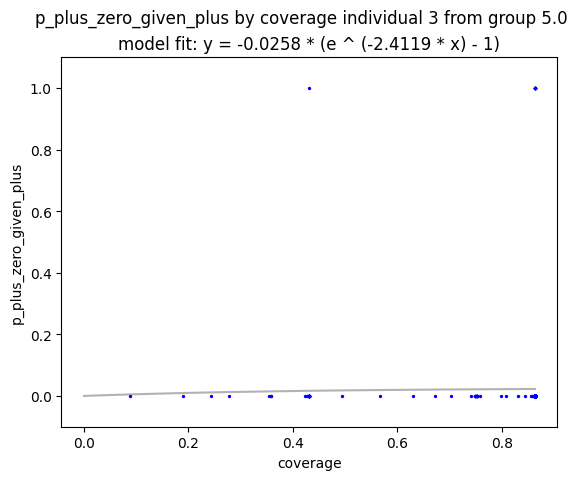 p_plus_zero_given_plus by coverage individual 3 from group 5.0
model fit: y = -0.0258 * (e ^ (-2.4119 * x) - 1)
p_plus_zero_given_plus
1.0
0.8
0.6
0.4
0.2
0.0
0.0 0.2 0.4 0.6 0.8
coverage